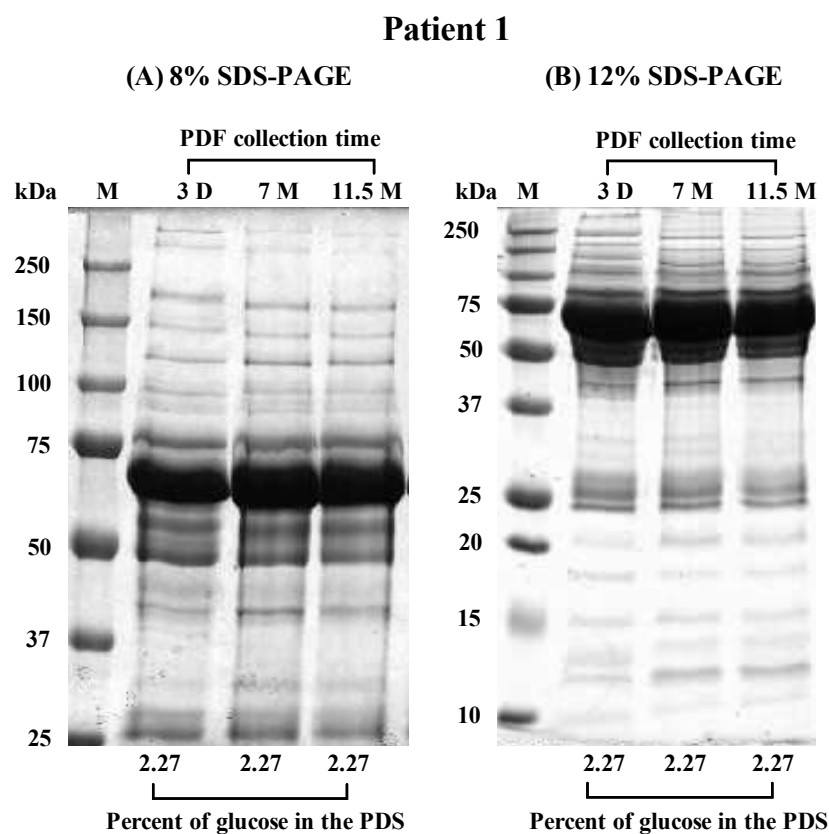 Patient 1
(A) 8% SDS-PAGE
PDF collection time
kDa M 3 D 7 M 11.5 M
250
150
100
75
50
37
25
2.27 2.27 2.27
Percent of glucose in the PDS
(B) 12% SDS-PAGE
PDF collection time
kDa M 3 D 7 M 11.5 M
250
75
50
37
25
20
15
10
2.27 2.27 2.27
Percent of glucose in the PDS